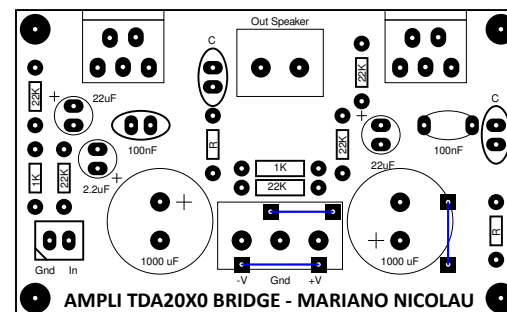 Out Speaker
C
22K
22uF
22K
C
100nF
R
22K
22uF
100nF
1K
22K
2.2uF
1K
22K
R
1000 uF
1000 uF
Gnd In
-V Gnd +V
AMPLI TDA20X0 BRIDGE - MARIANO NICOLAU